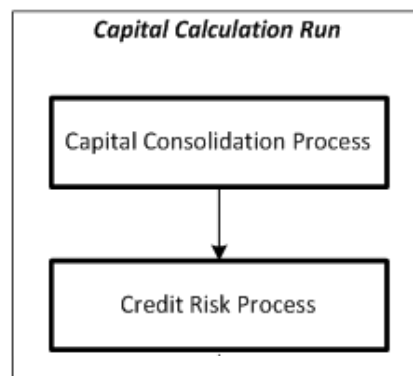 Capital Calculation Run
Capital Consolidation Process
Credit Risk Process